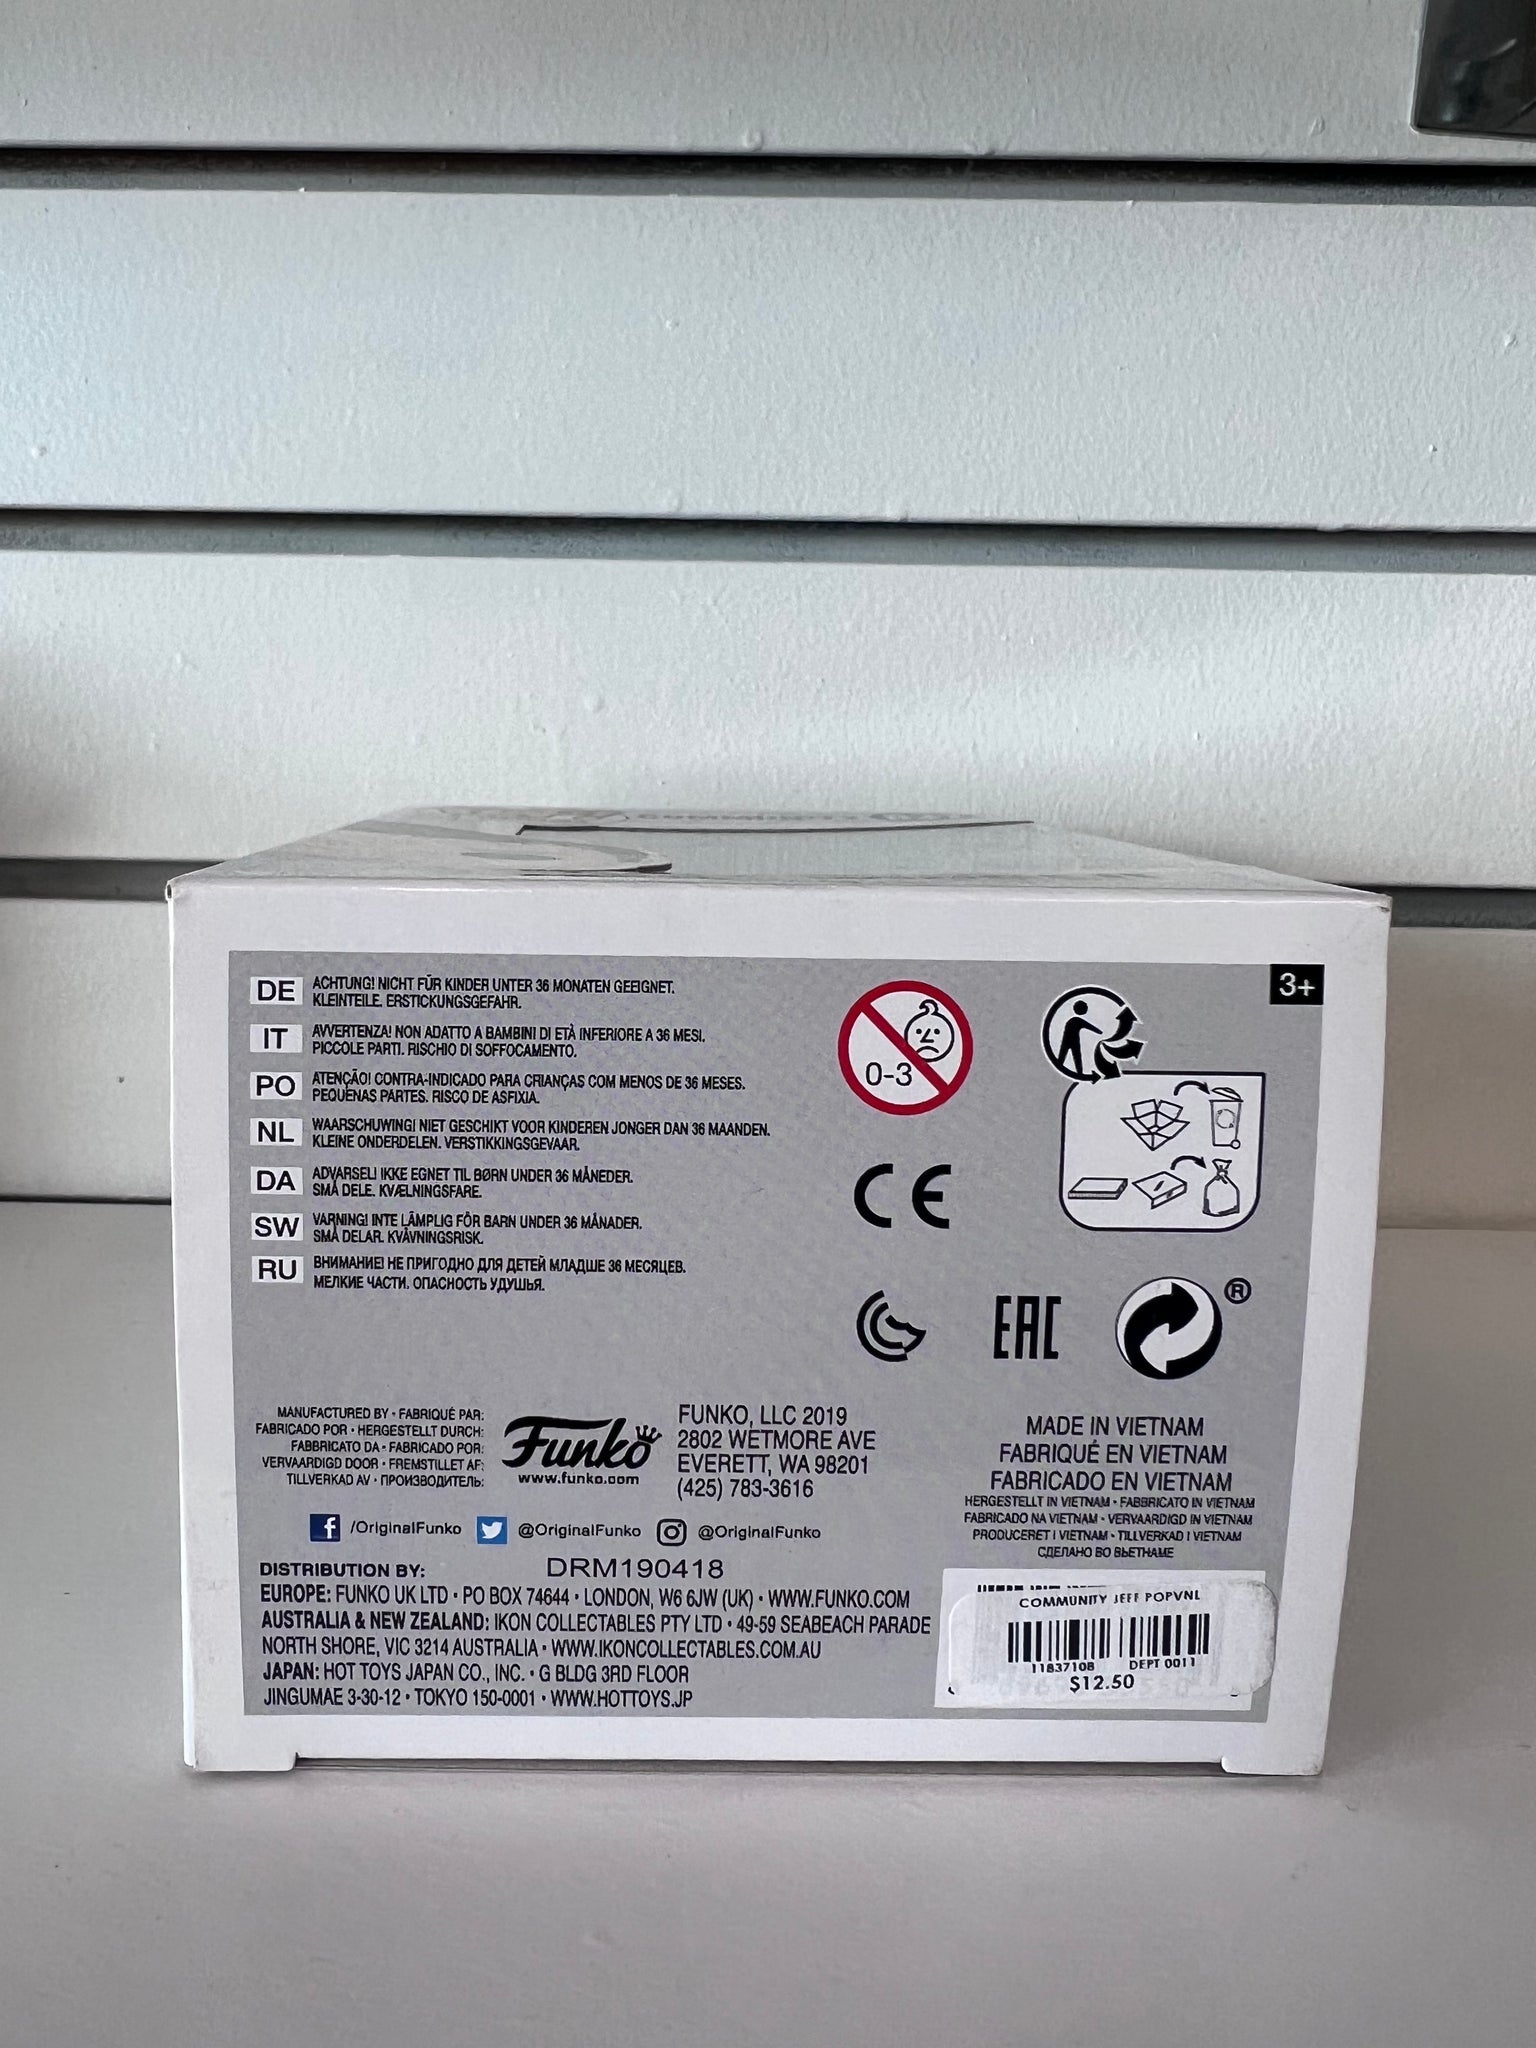 DE ACHTUNG! NICHT FÜR KINDER UNTER 36 MONATEN GEEIGNET.
KLEINTEILE. ERSTICKUNGSGEFAHR.
IT AVVERTENZA! NON ADATTO A BAMBINI DI ETÀ INFERIORE A 36 MESI.
PICCOLE PARTI. RISCHIO DI SOFFOCAMENTO.
PO ATENÇÃO! CONTRA-INDICADO PARA CRIANÇAS COM MENOS DE 36 MESES.
PEQUENAS PARTES. RISCO DE ASFIXIA.
NL WAARSCHUWING! NIET GESCHIKT VOOR KINDEREN JONGER DAN 36 MAANDEN.
KLEINE ONDERDELEN. VERSTIKKINGSGEVAAR.
DA ADVARSEL! IKKE EGNET TIL BØRN UNDER 36 MÅNEDER.
SMÅ DELE. KVÆLNINGSFARE.
SW VARNING! INTE LÄMPLIG FÖR BARN UNDER 36 MÅNADER.
SMÅ DELAR. KVÄVNINGSRISK.
RU ВНИМАНИЕ! НЕ ПРИГОДНО ДЛЯ ДЕТЕЙ МЛАДШЕ 36 МЕСЯЦЕВ.
МЕЛКИЕ ЧАСТИ. ОПАСНОСТЬ УДУШЬЯ.
0-3
3+
CE
EAC
®
MANUFACTURED BY • FABRIQUÉ PAR:
FABRICADO POR • HERGESTELLT DURCH:
FABBRICATO DA • FABRICADO POR:
VERVAARDIGD DOOR • FREMSTILLET AF:
TILLVERKAD AV • ПРОИЗВОДИТЕЛЬ:
Funko
www.funko.com
FUNKO, LLC 2019
2802 WETMORE AVE
EVERETT, WA 98201
(425) 783-3616
MADE IN VIETNAM
FABRIQUÉ EN VIETNAM
FABRICADO EN VIETNAM
HERGESTELLT IN VIETNAM • FABBRICATO IN VIETNAM
FABRICADO NA VIETNAM • VERVAARDIGD IN VIETNAM
PRODUCERET I VIETNAM • TILLVERKAD I VIETNAM
СДЕЛАНО ВО ВЬЕТНАМЕ
f /OriginalFunko @OriginalFunko @OriginalFunko
DISTRIBUTION BY: DRM190418
EUROPE: FUNKO UK LTD • PO BOX 74644 • LONDON, W6 6JW (UK) • WWW.FUNKO.COM
AUSTRALIA & NEW ZEALAND: IKON COLLECTABLES PTY LTD • 49-59 SEABEACH PARADE
NORTH SHORE, VIC 3214 AUSTRALIA • WWW.IKONCOLLECTABLES.COM.AU
JAPAN: HOT TOYS JAPAN CO., INC. • G BLDG 3RD FLOOR
JINGUMAE 3-30-12 • TOKYO 150-0001 • WWW.HOTTOYS.JP
COMMUNITY JEFF POPVNL
11837108 DEPT 0011
$12.50